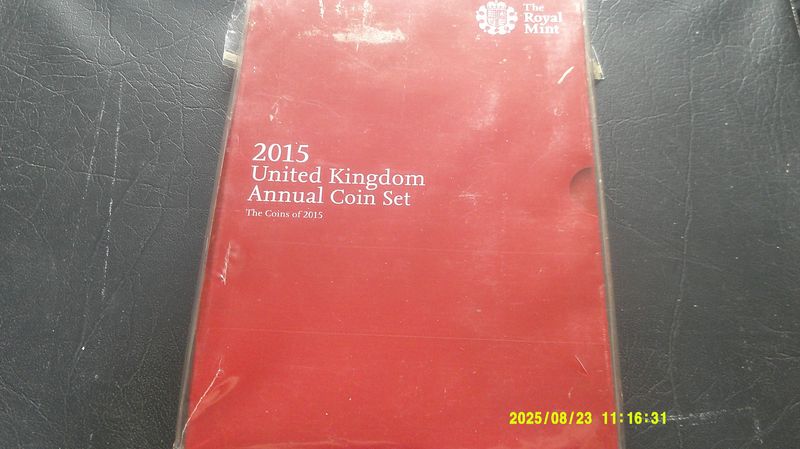 The
Royal
Mint
2015
United Kingdom
Annual Coin Set
The Coins of 2015
2025/08/23 11:16:31